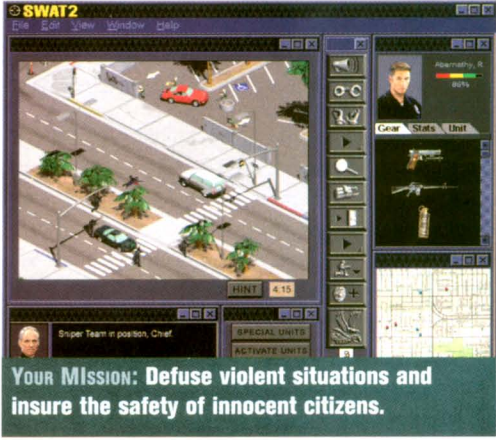 SWAT2
File Edit View Window Help
Abernathy, R
86%
Gear Stats Unit
HINT 4:15
Sniper Team in position, Chief.
SPECIAL UNITS
ACTIVATE UNITS
YOUR MISSION: Defuse violent situations and
insure the safety of innocent citizens.